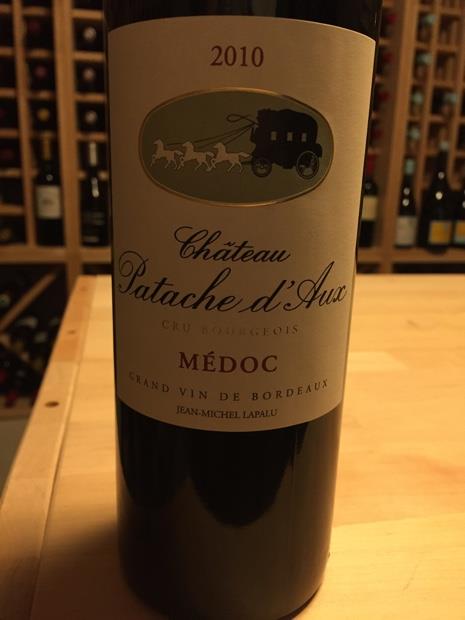 2010
Château
Patache d'Aux
CRU BOURGEOIS
MÉDOC
GRAND VIN DE BORDEAUX
JEAN-MICHEL LAPALU